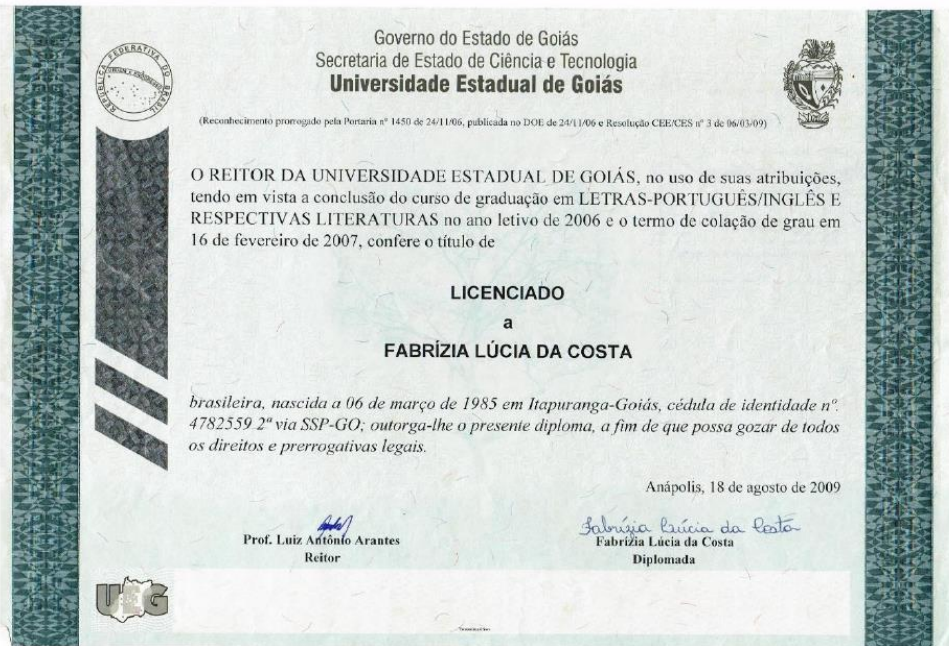 Governo do Estado de Goiás
Secretaria de Estado de Ciência e Tecnologia
Universidade Estadual de Goiás
(Reconhecimento prorrogado pela Portaria nº 1450 de 24/11/06, publicada no DOE de 24/11/06 e Resolução CEE/CES nº 3 de 06/03/09)
REPÚBLICA FEDERATIVA DO BRASIL
O REITOR DA UNIVERSIDADE ESTADUAL DE GOIÁS, no uso de suas atribuições,
tendo em vista a conclusão do curso de graduação em LETRAS-PORTUGUÊS/INGLÊS E
RESPECTIVAS LITERATURAS no ano letivo de 2006 e o termo de colação de grau em
16 de fevereiro de 2007, confere o título de
LICENCIADO
a
FABRÍZIA LÚCIA DA COSTA
brasileira, nascida a 06 de março de 1985 em Itapuranga-Goiás, cédula de identidade nº.
4782559 2ª via SSP-GO; outorga-lhe o presente diploma, a fim de que possa gozar de todos
os direitos e prerrogativas legais.
Anápolis, 18 de agosto de 2009
Fabrízia Lúcia da Costa
Prof. Luiz Antônio Arantes
Reitor
Fabrízia Lúcia da Costa
Diplomada
UEG